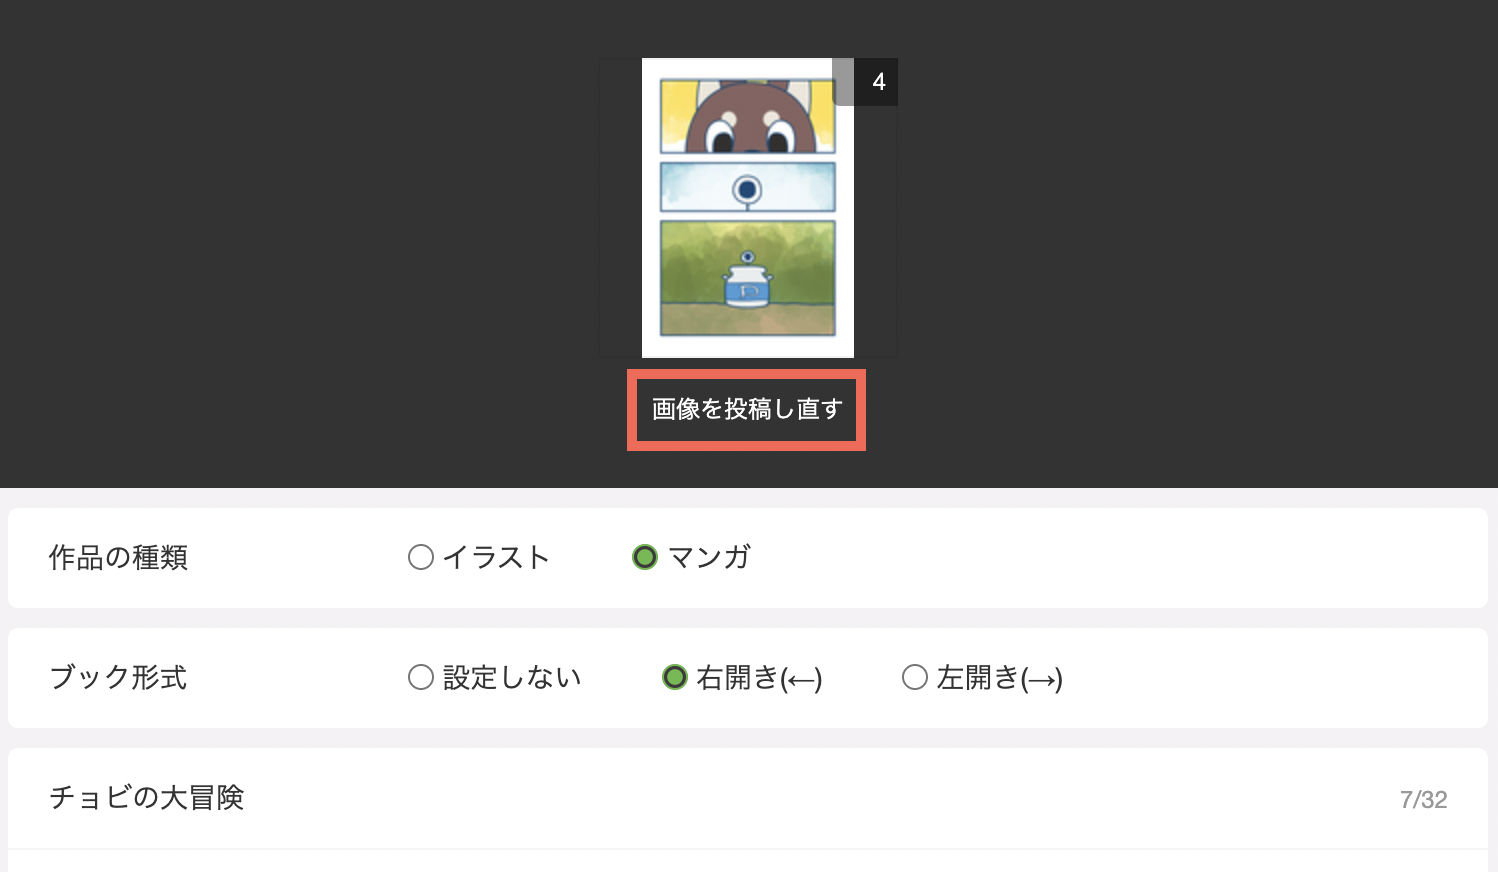 4
画像を投稿し直す
作品の種類 イラスト マンガ
ブック形式 設定しない 右開き(←) 左開き(→)
チョビの大冒険 7/32